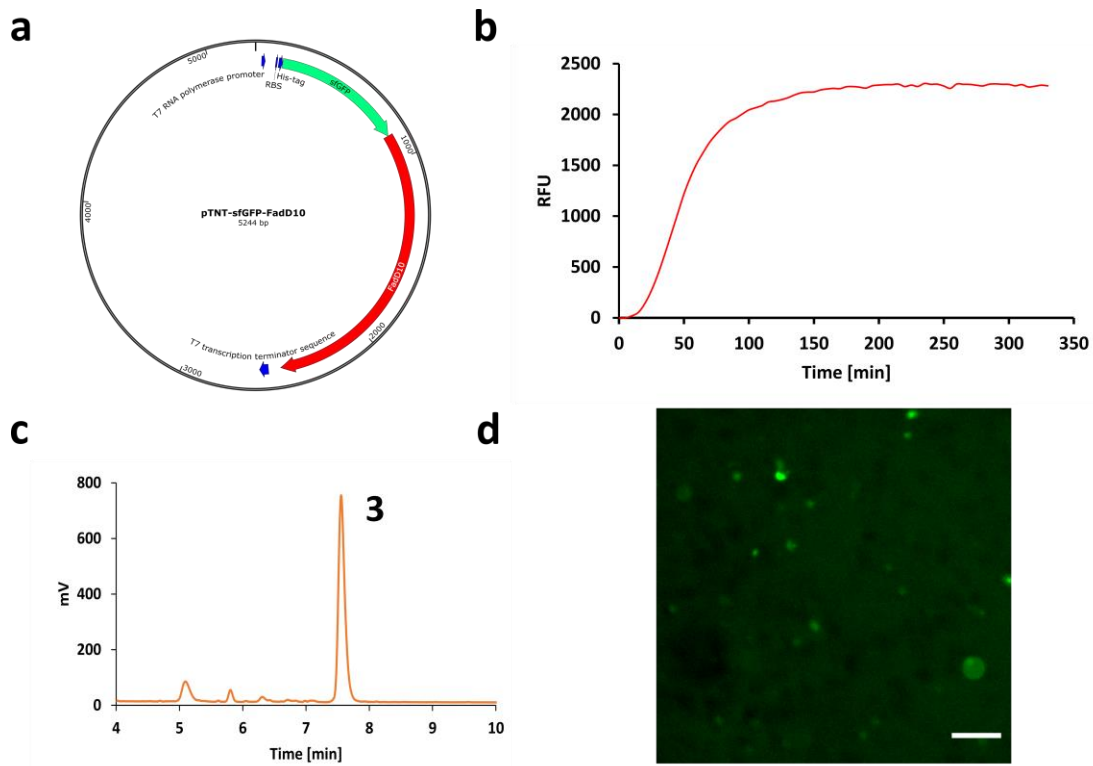 a
5000
T7 RNA polymerase promoter
RBS
His-tag
sfGFP
1000
pTNT-sfGFP-FadD10
5244 bp
4000
FadD10
2000
T7 transcription terminator sequence
3000
b
2500
2000
1500
1000
500
0
RFU
0 50 100 150 200 250 300 350
Time [min]
c
800
600
400
200
0
mV
3
4 5 6 7 8 9 10
Time [min]
d